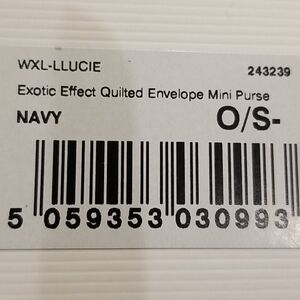 WXL-LLUCIE 243239
Exotic Effect Quilted Envelope Mini Purse
NAVY O/S-
5 059353 030993